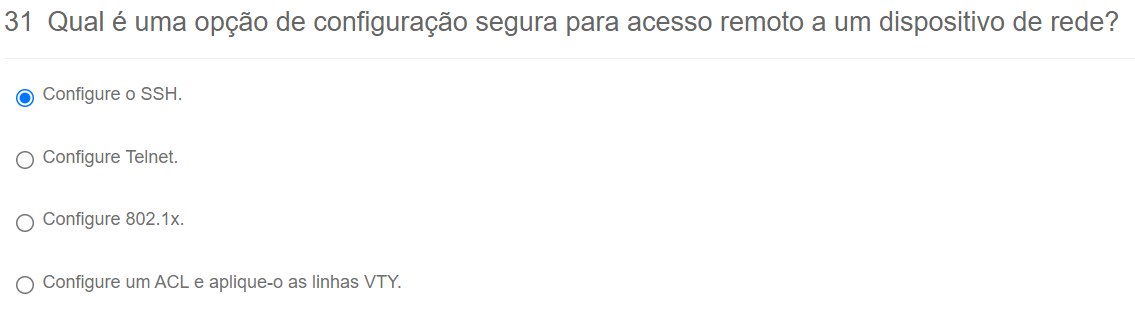 31 Qual é uma opção de configuração segura para acesso remoto a um dispositivo de rede?
Configure o SSH.
Configure Telnet.
Configure 802.1x.
Configure um ACL e aplique-o as linhas VTY.